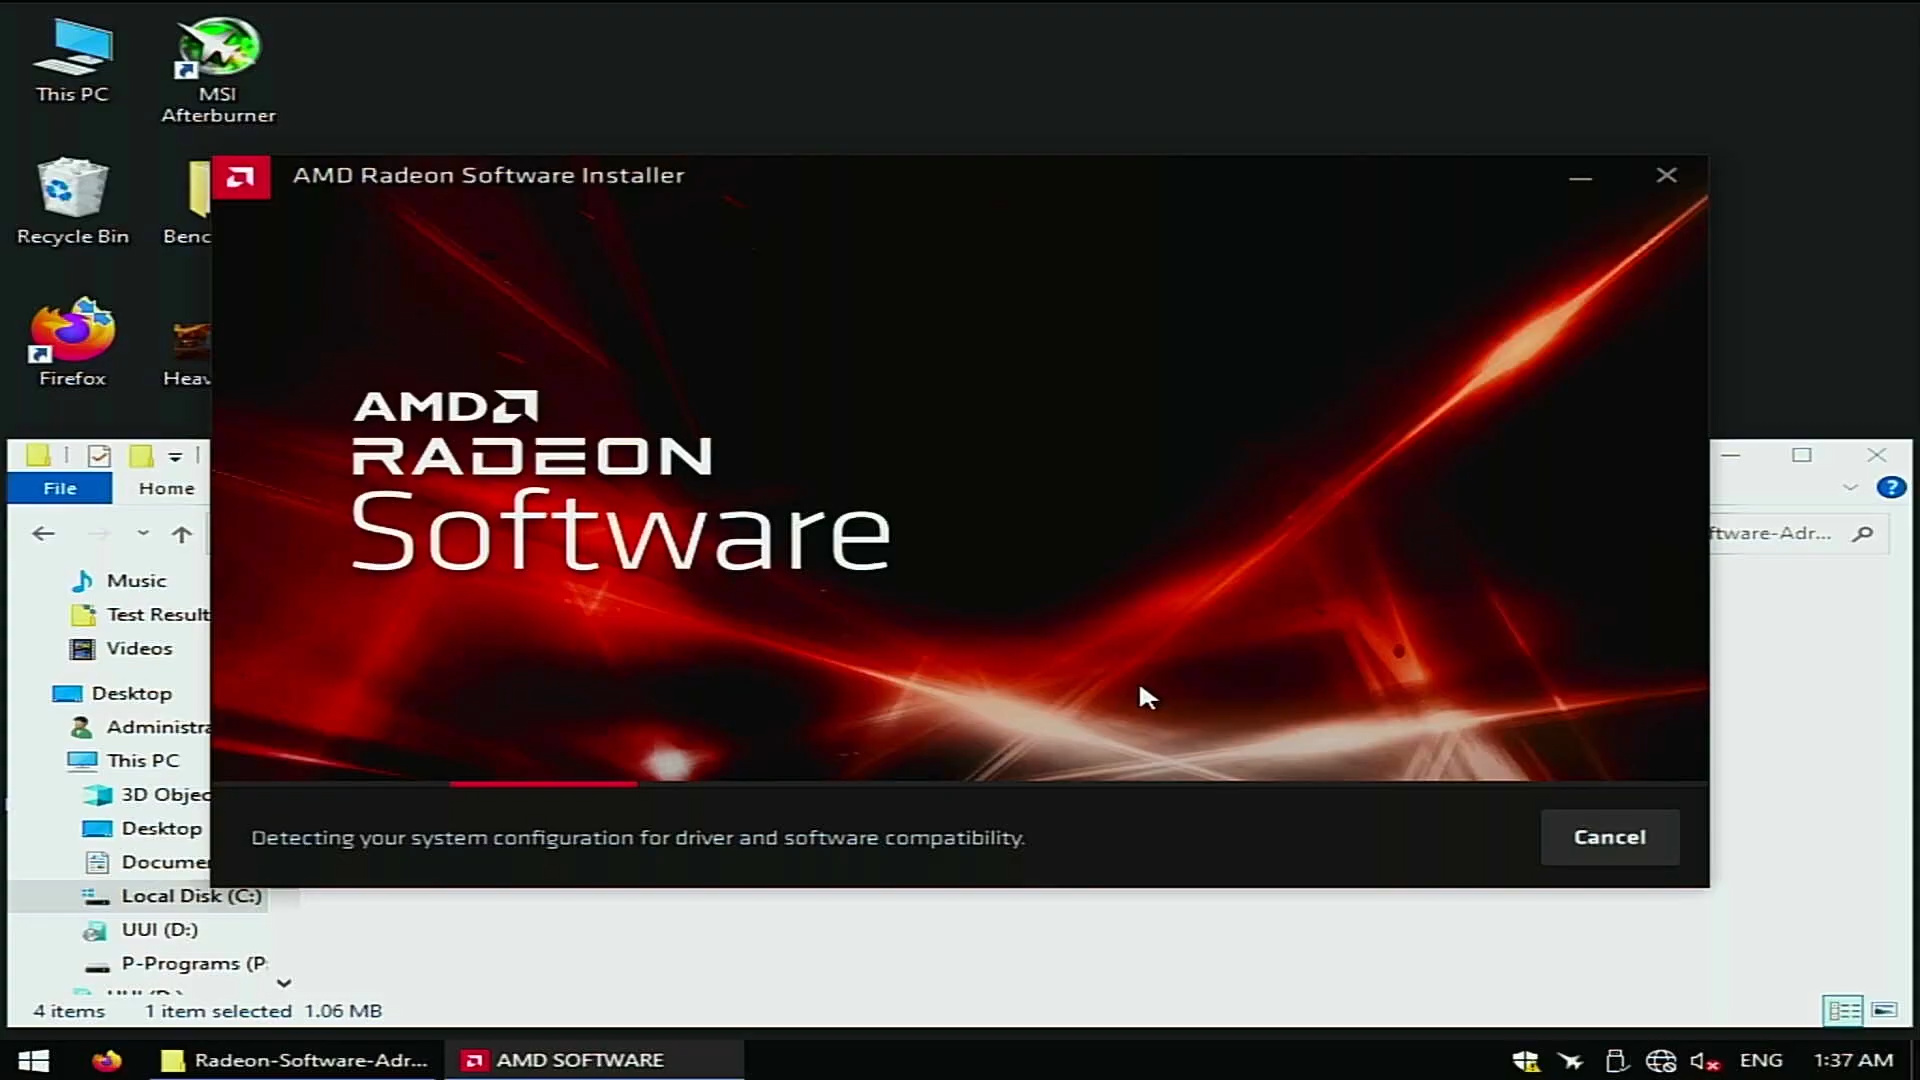 This PC
MSI
Afterburner
Recycle Bin
Firefox
AMD Radeon Software Installer
AMD
RADEON
Software
Detecting your system configuration for driver and software compatibility.
Cancel
File
Home
ftware-Adr...
Music
Test Result
Videos
Desktop
Administra
This PC
3D Objec
Desktop
Documen
Local Disk (C:)
UUI (D:)
P-Programs (P:
4 items
1 item selected 1.06 MB
Radeon-Software-Adr...
AMD SOFTWARE
ENG
1:37 AM